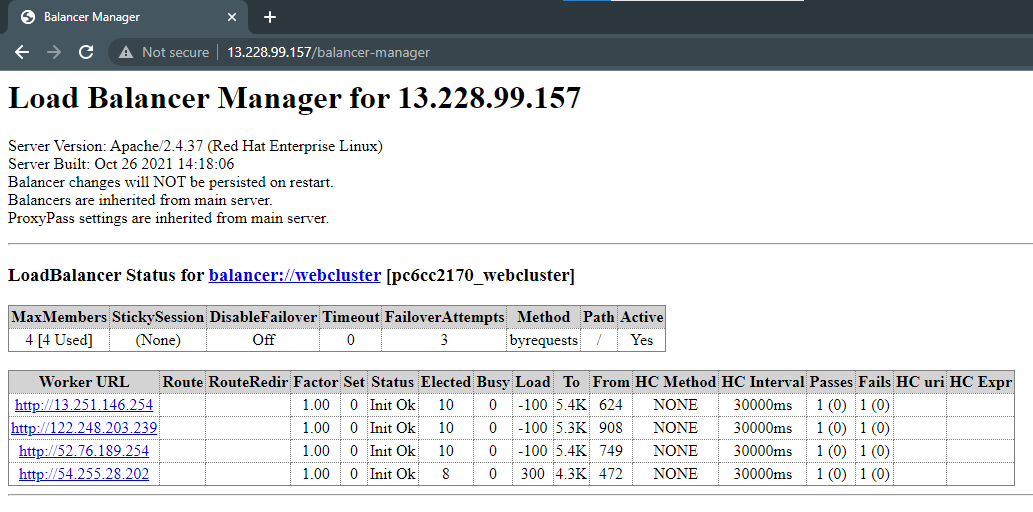 Balancer Manager
Not secure 13.228.99.157/balancer-manager
Load Balancer Manager for 13.228.99.157
Server Version: Apache/2.4.37 (Red Hat Enterprise Linux)
Server Built: Oct 26 2021 14:18:06
Balancer changes will NOT be persisted on restart.
Balancers are inherited from main server.
ProxyPass settings are inherited from main server.
LoadBalancer Status for balancer://webcluster [pc6cc2170_webcluster]
MaxMembers StickySession DisableFailover Timeout FailoverAttempts Method Path Active
4 [4 Used] (None) Off 0 3 byrequests / Yes
Worker URL Route RouteRedir Factor Set Status Elected Busy Load To From HC Method HC Interval Passes Fails HC uri HC Expr
http://13.251.146.254 1.00 0 Init Ok 10 0 -100 5.4K 624 NONE 30000ms 1 (0) 1 (0)
http://122.248.203.239 1.00 0 Init Ok 10 0 -100 5.3K 908 NONE 30000ms 1 (0) 1 (0)
http://52.76.189.254 1.00 0 Init Ok 10 0 -100 5.4K 749 NONE 30000ms 1 (0) 1 (0)
http://54.255.28.202 1.00 0 Init Ok 8 0 300 4.3K 472 NONE 30000ms 1 (0) 1 (0)